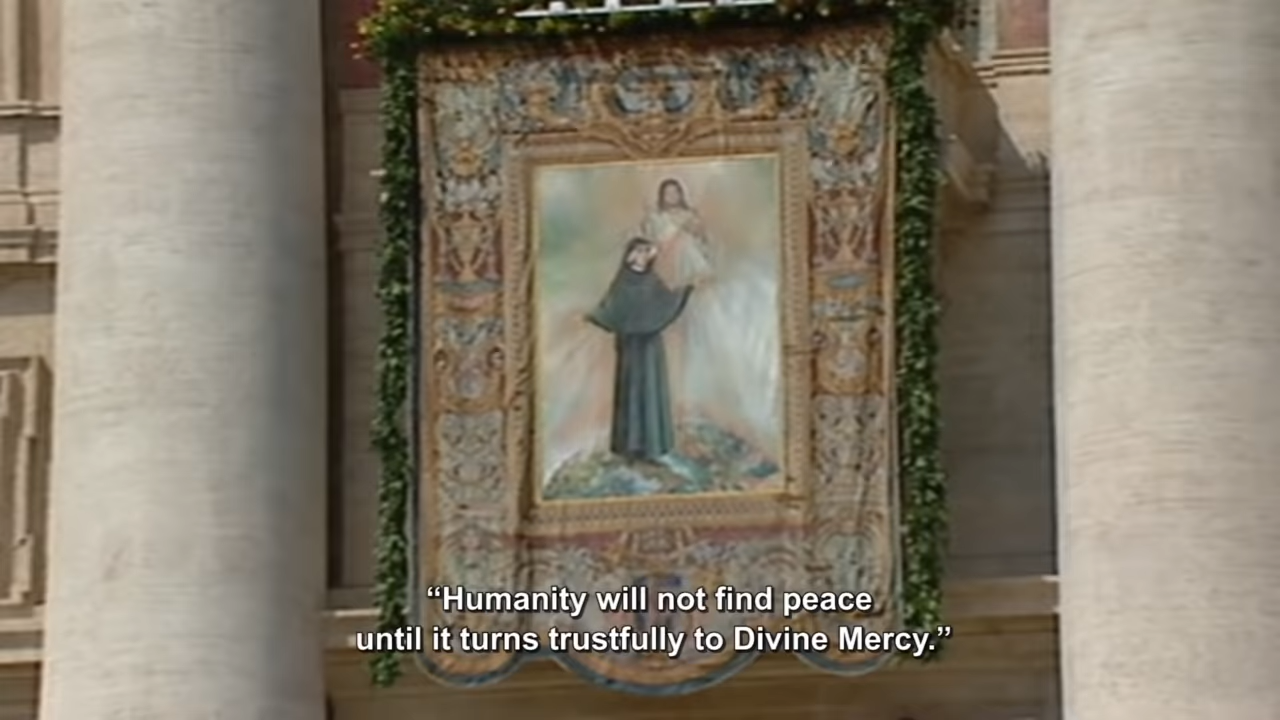 “Humanity will not find peace
until it turns trustfully to Divine Mercy.”